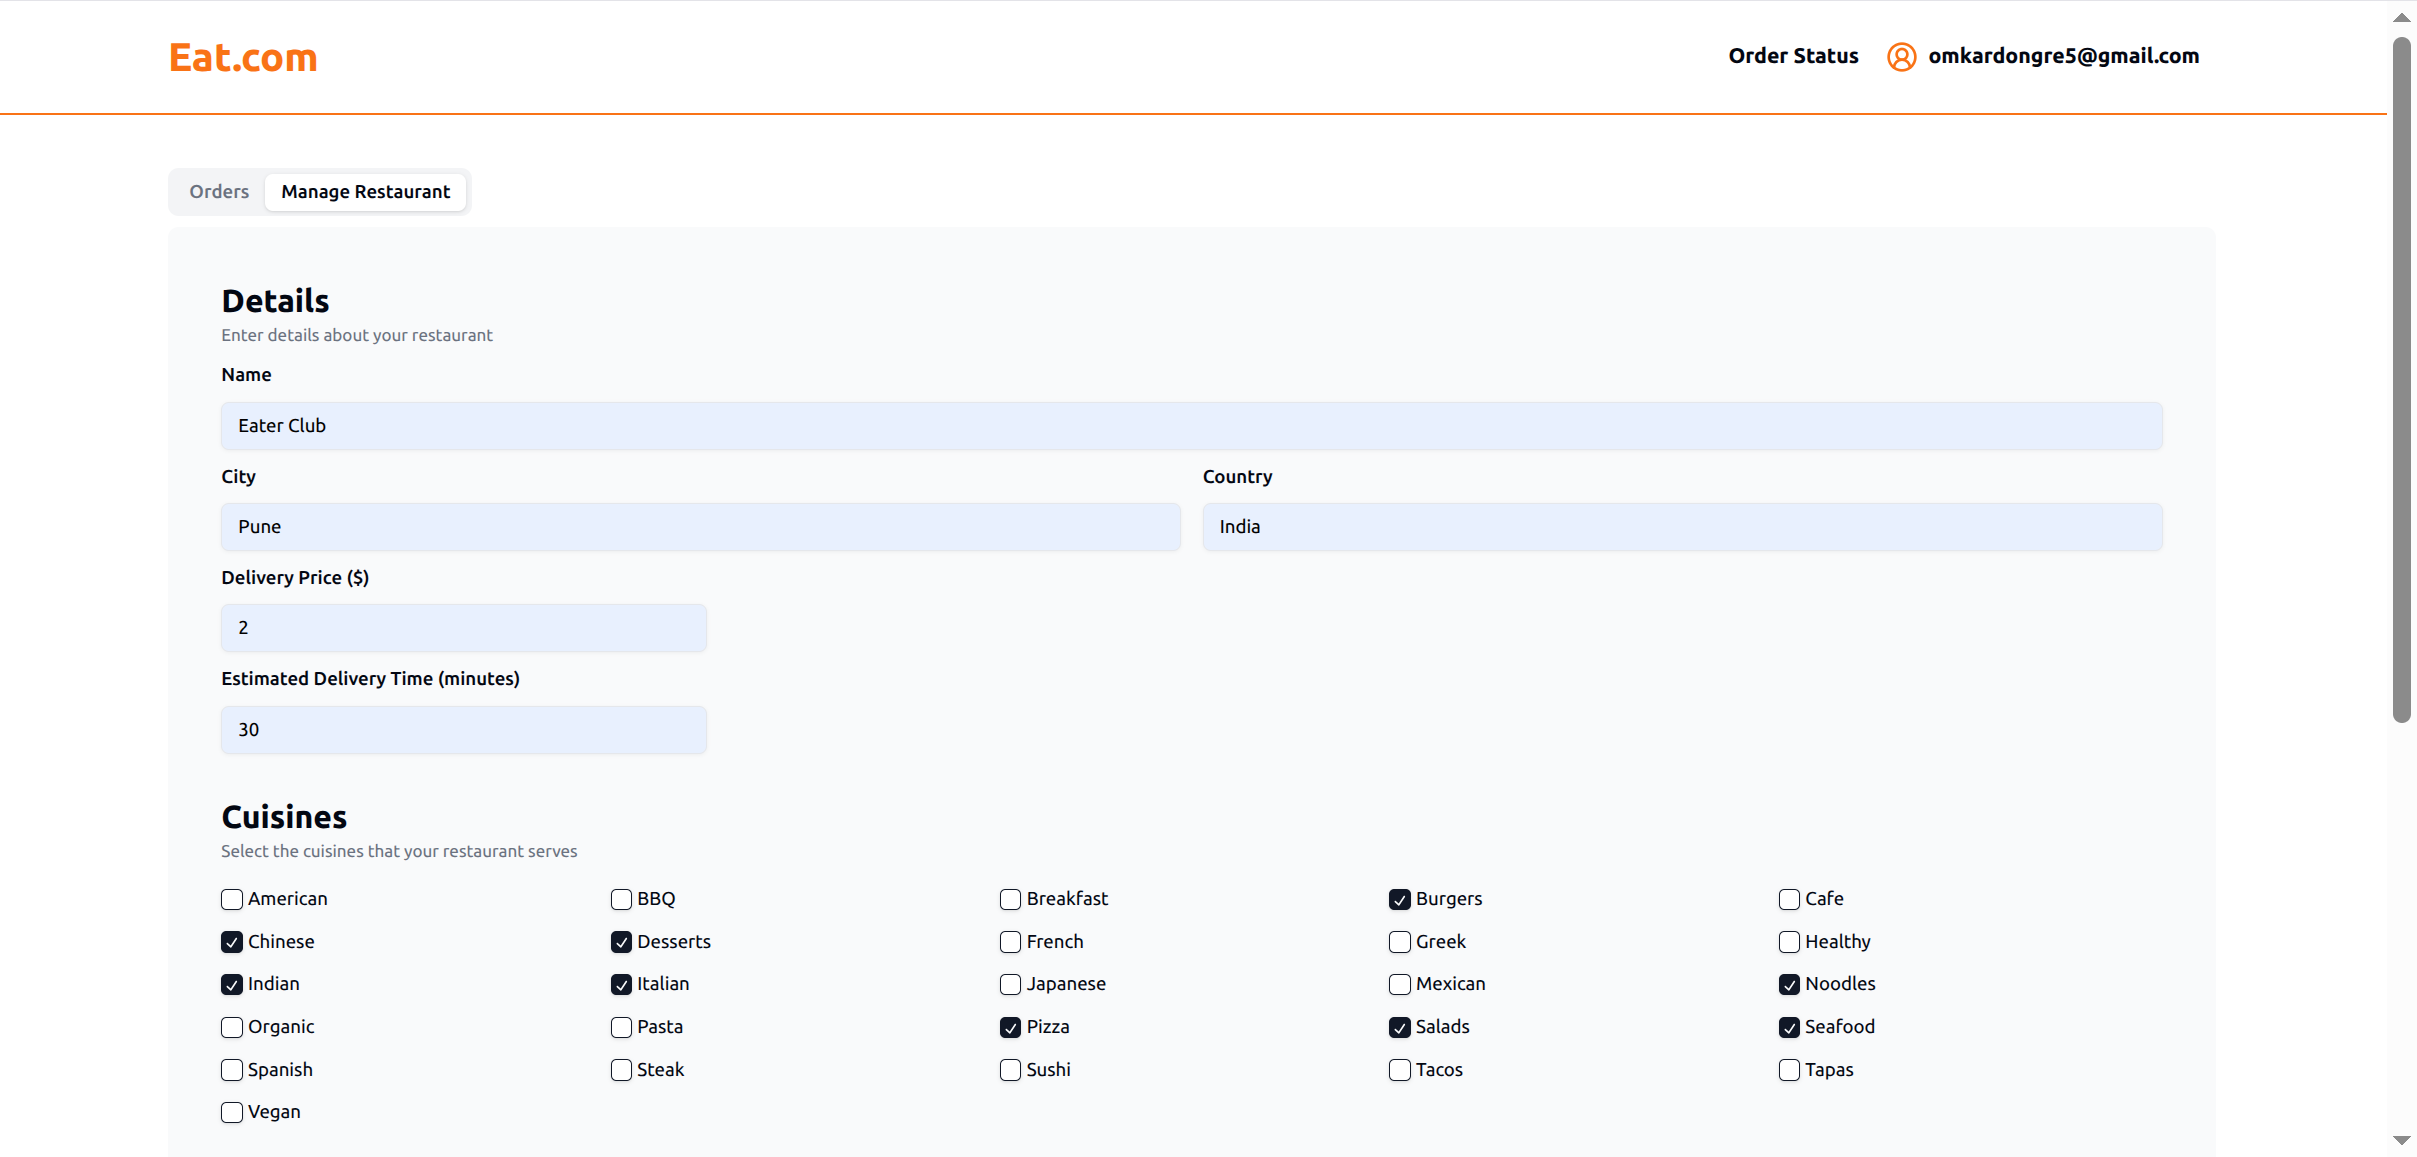 Eat.com
Order Status omkardongre5@gmail.com
Orders Manage Restaurant
Details
Enter details about your restaurant
Name
Eater Club
City Country
Pune India
Delivery Price ($)
2
Estimated Delivery Time (minutes)
30
Cuisines
Select the cuisines that your restaurant serves
American BBQ Breakfast Burgers Cafe
Chinese Desserts French Greek Healthy
Indian Italian Japanese Mexican Noodles
Organic Pasta Pizza Salads Seafood
Spanish Steak Sushi Tacos Tapas
Vegan